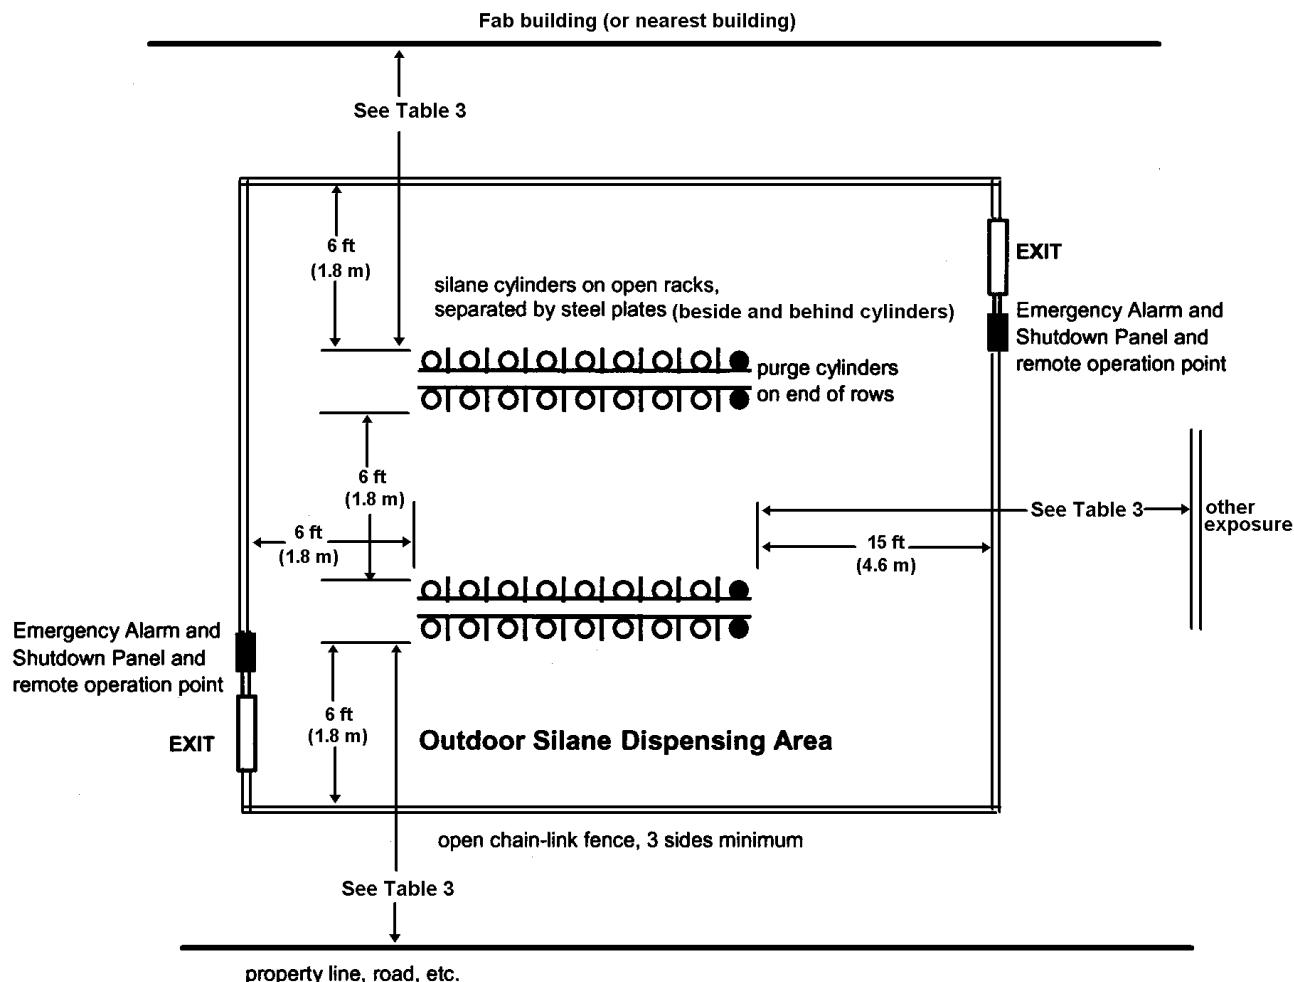 Fab building (or nearest building)
See Table 3
6 ft
(1.8 m)
EXIT
silane cylinders on open racks,
separated by steel plates (beside and behind cylinders)
Emergency Alarm and
Shutdown Panel and
remote operation point
purge cylinders
on end of rows
6 ft
(1.8 m)
See Table 3
other
exposure
6 ft
(1.8 m)
15 ft
(4.6 m)
Emergency Alarm and
Shutdown Panel and
remote operation point
6 ft
(1.8 m)
EXIT
Outdoor Silane Dispensing Area
open chain-link fence, 3 sides minimum
See Table 3
property line, road, etc.